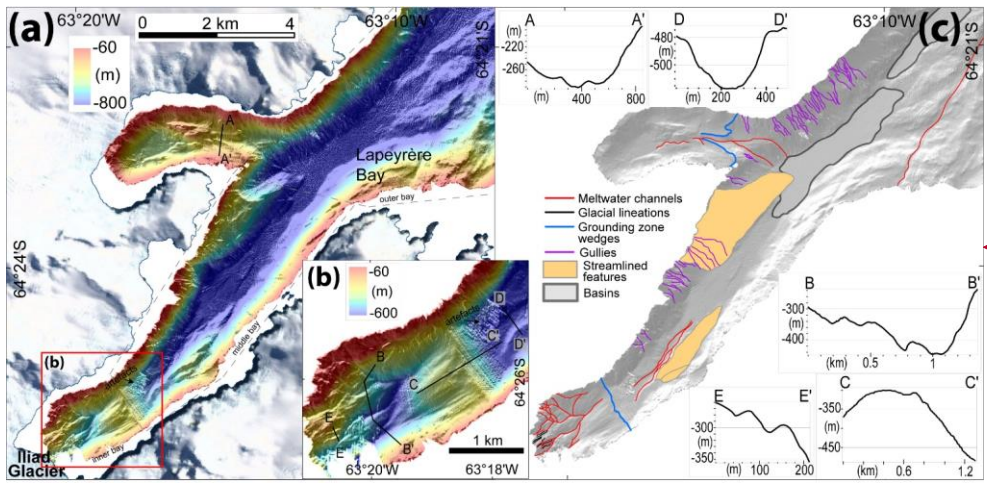 (a)
0 2 km 4
63°20'W
63°10'W
-60
(m)
-800
64°21'S
A
A'
Lapeyrère
Bay
outer bay
64°24'S
middle bay
(b)
artefacts
inner bay
Iliad
Glacier
(b)
-60
(m)
-600
artefacts
D
D'
C'
C
B
B'
E
E'
64°26'S
1 km
63°20'W
63°18'W
(c)
63°10'W
64°21'S
A A'
-220
-260
(m) 400 800
D D'
480
-500
(m) 200 400
Meltwater channels
Glacial lineations
Grounding zone
wedges
Gullies
Streamlined
features
Basins
B B'
-300
(m)
-400
(km) 0.5 1
E E'
-300
(m)
-350
(m) 100 200
C C'
-350
(m)
-450
(km) 0.6 1.2